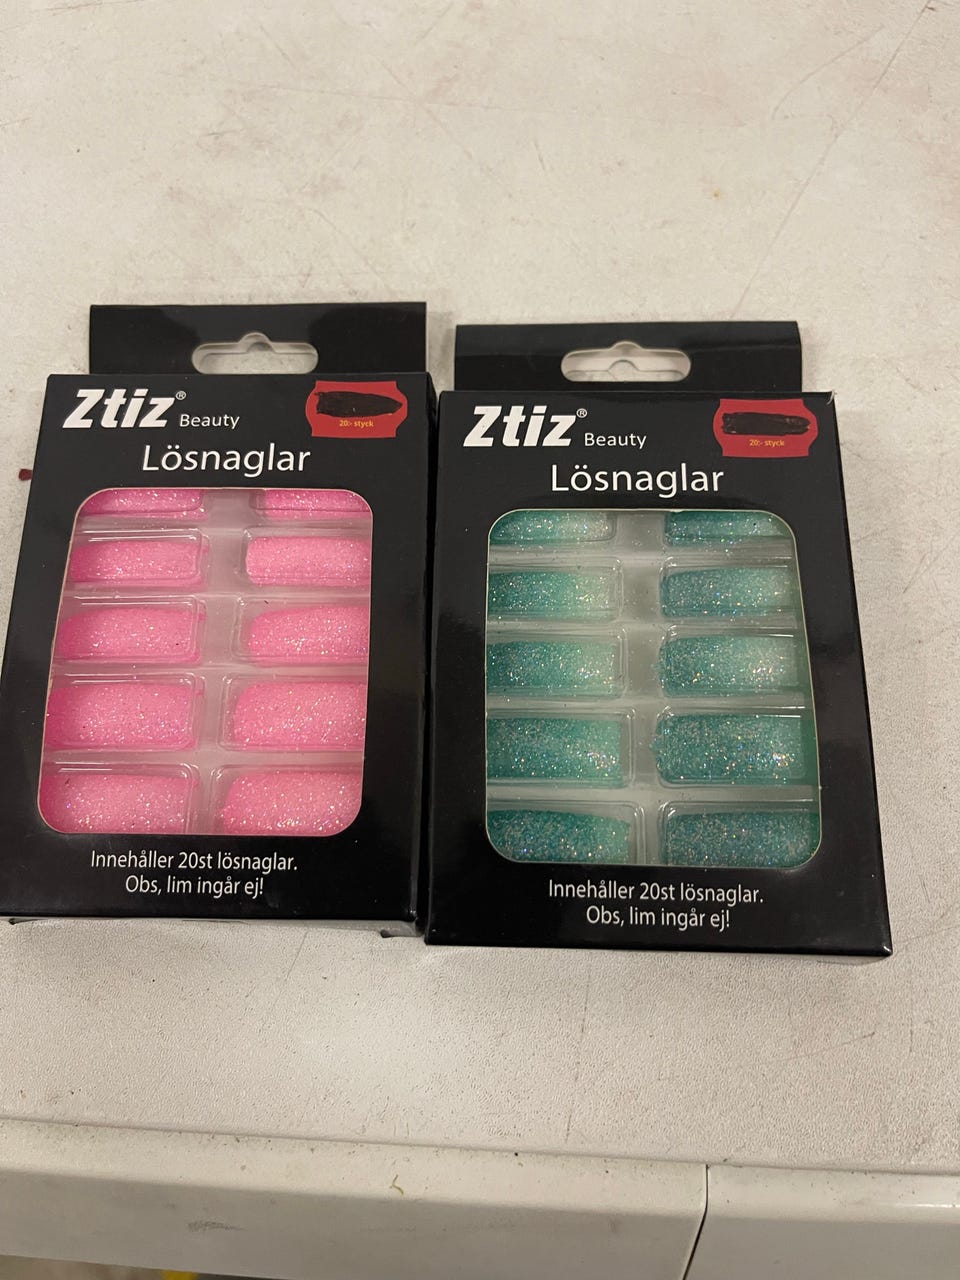 Ztiz® Beauty
20:- styck
Lösnaglar
Innehåller 20st lösnaglar.
Obs, lim ingår ej!
Ztiz® Beauty
20:- styck
Lösnaglar
Innehåller 20st lösnaglar.
Obs, lim ingår ej!